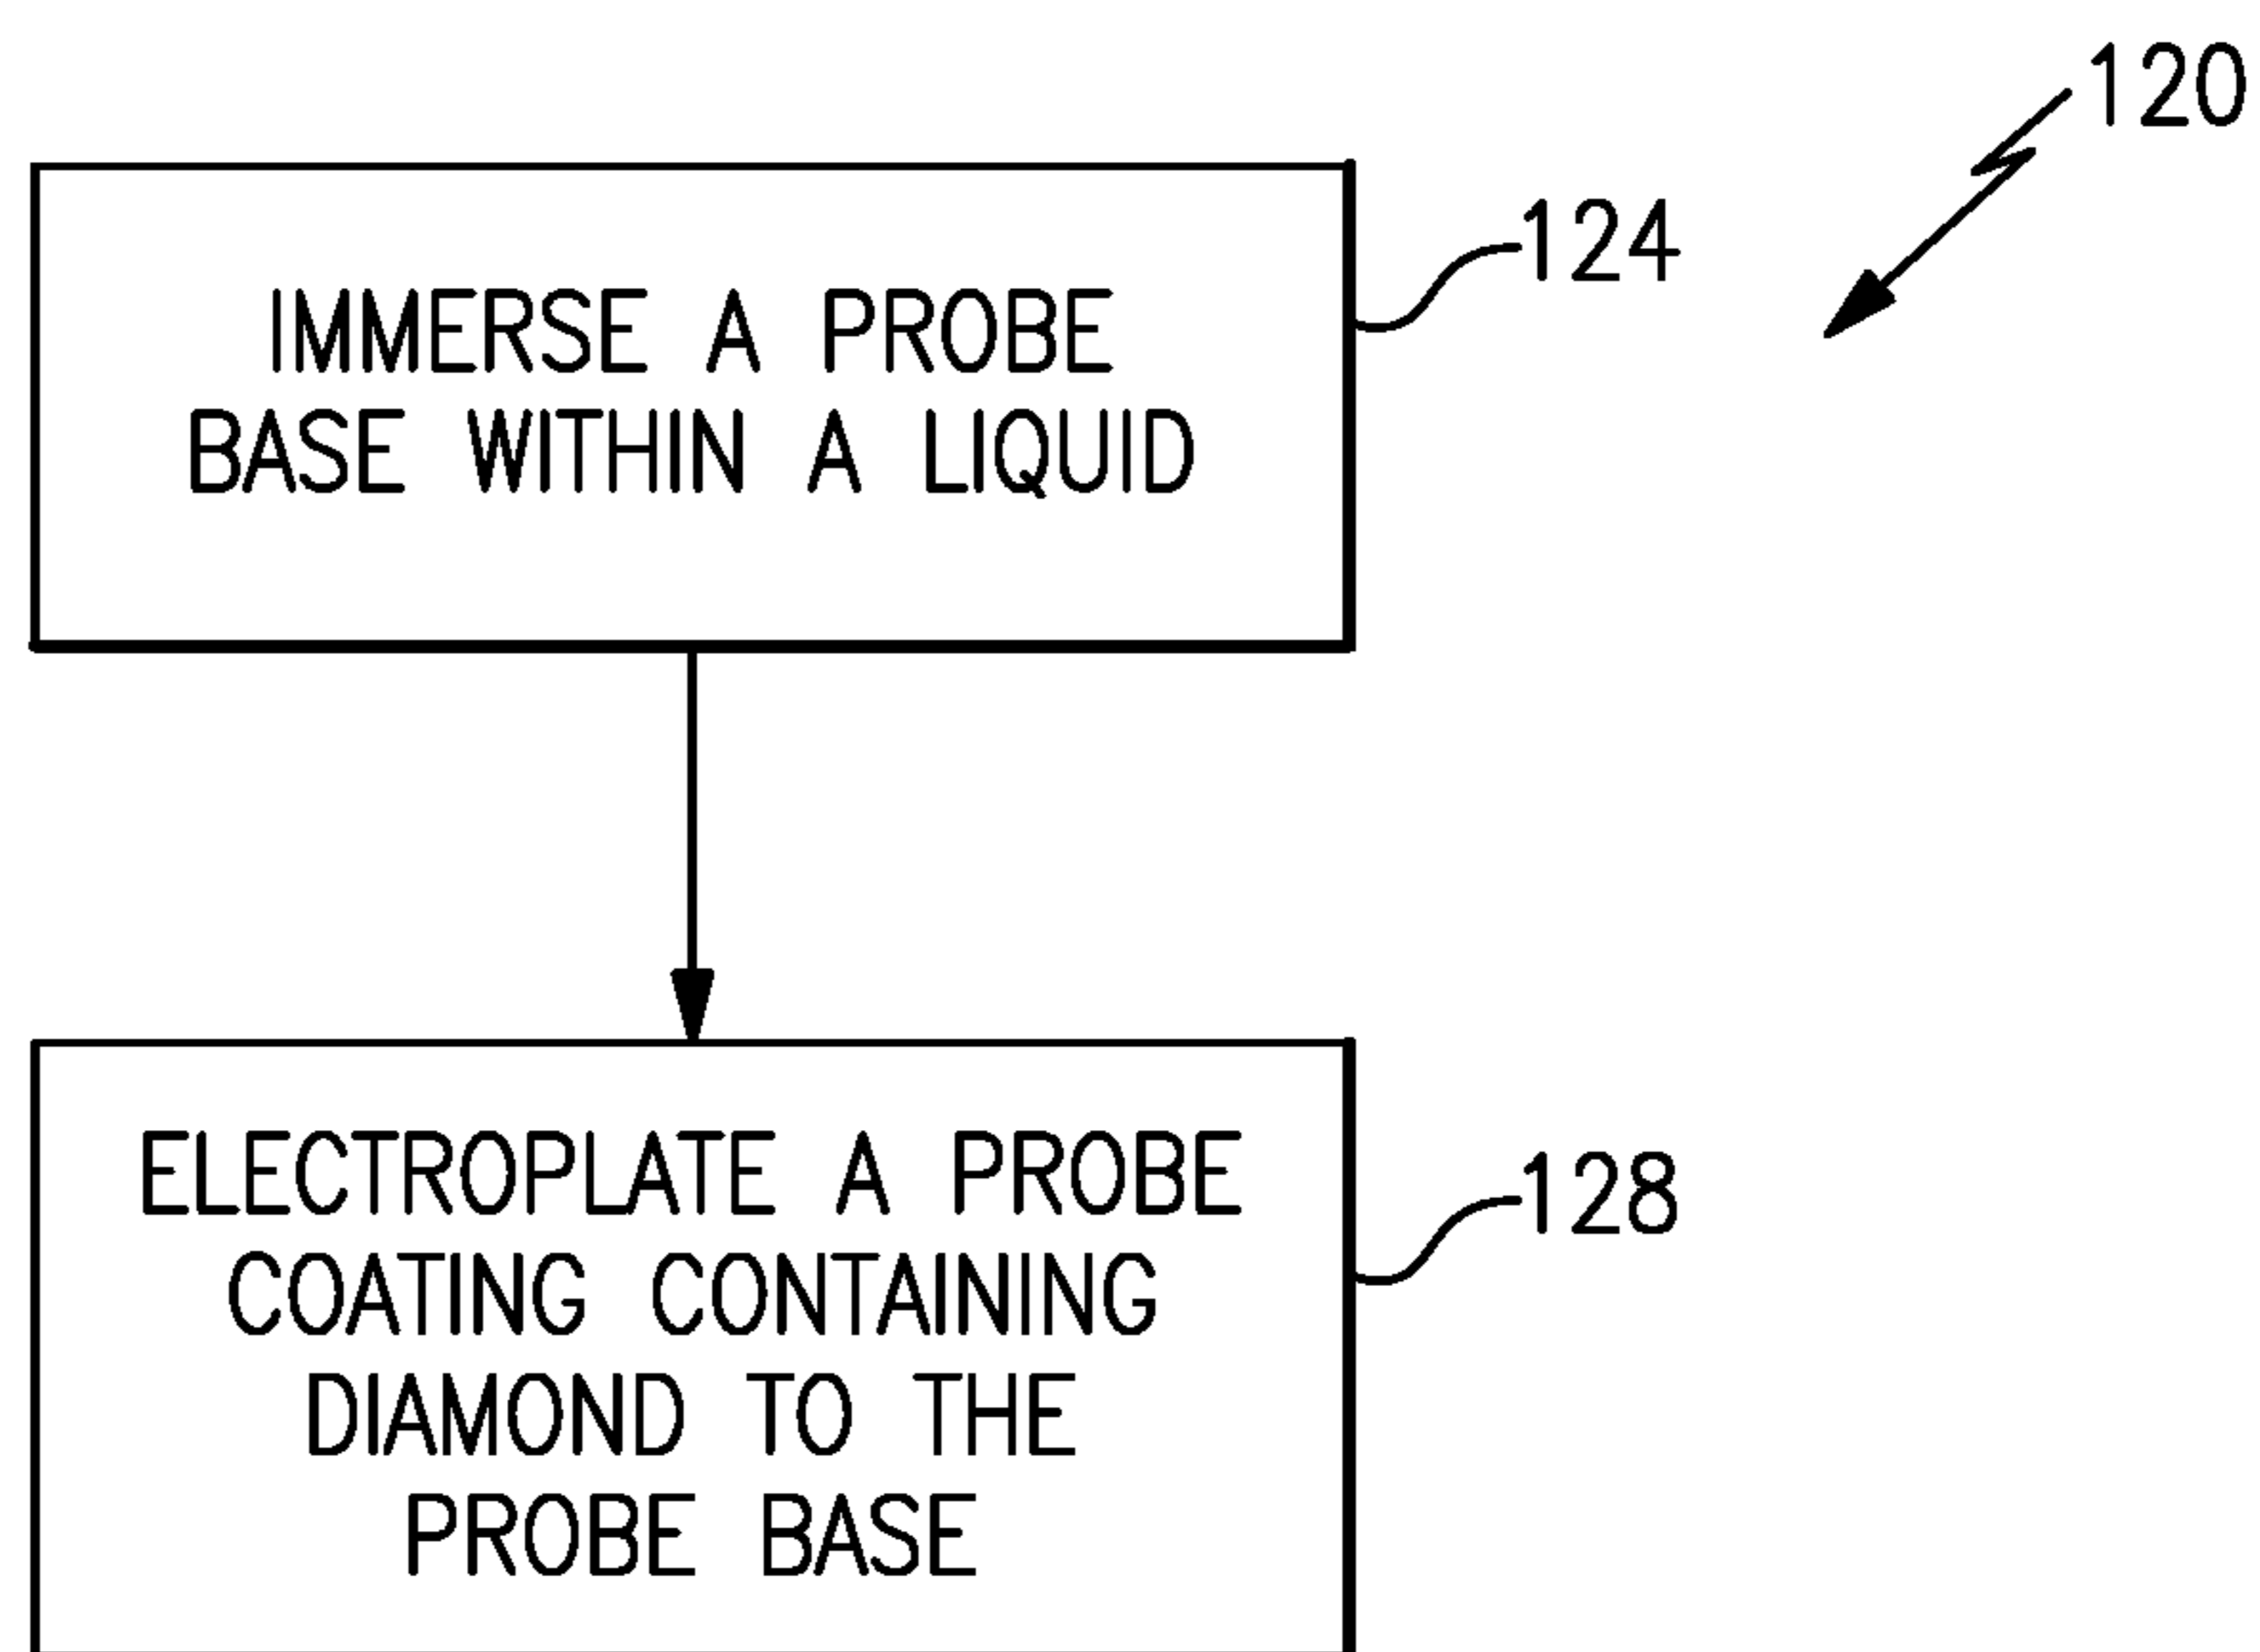 120
124
IMMERSE A PROBE
BASE WITHIN A LIQUID
128
ELECTROPLATE A PROBE
COATING CONTAINING
DIAMOND TO THE
PROBE BASE